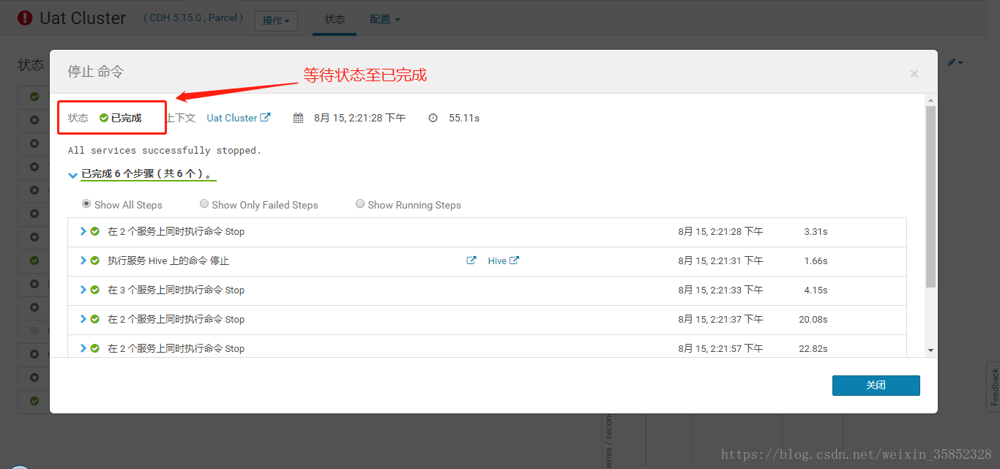 Uat Cluster ( CDH 5.15.0 , Parcel ) 操作 状态 配置
状态
停止 命令
等待状态至已完成
状态 已完成 上下文 Uat Cluster 8月 15, 2:21:28 下午 55.11s
All services successfully stopped.
已完成 6 个步骤 ( 共 6 个 ) 。
Show All Steps Show Only Failed Steps Show Running Steps
在 2 个服务上同时执行命令 Stop 8月 15, 2:21:28 下午 3.31s
执行服务 Hive 上的命令 停止 Hive 8月 15, 2:21:31 下午 1.66s
在 3 个服务上同时执行命令 Stop 8月 15, 2:21:33 下午 4.15s
在 2 个服务上同时执行命令 Stop 8月 15, 2:21:37 下午 20.08s
在 2 个服务上同时执行命令 Stop 8月 15, 2:21:57 下午 22.82s
关闭
Feedback
https://blog.csdn.net/weixin_35852328